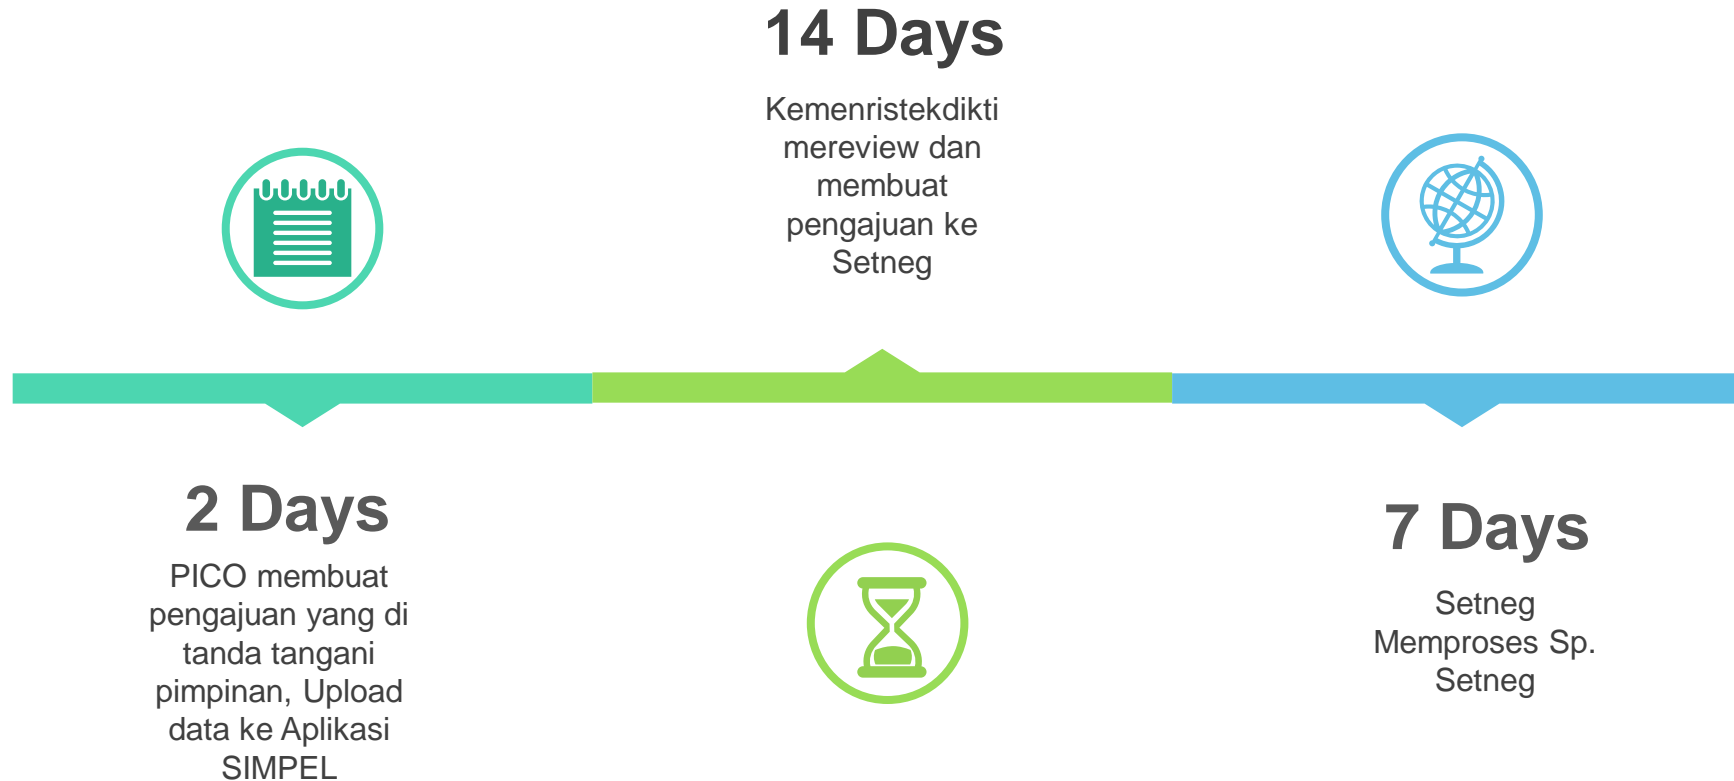 2 Days
PICO membuat
pengajuan yang di
tanda tangani
pimpinan, Upload
data ke Aplikasi
SIMPEL
14 Days
Kemenristekdikti
mereview dan
membuat
pengajuan ke
Setneg
7 Days
Setneg
Memproses Sp.
Setneg